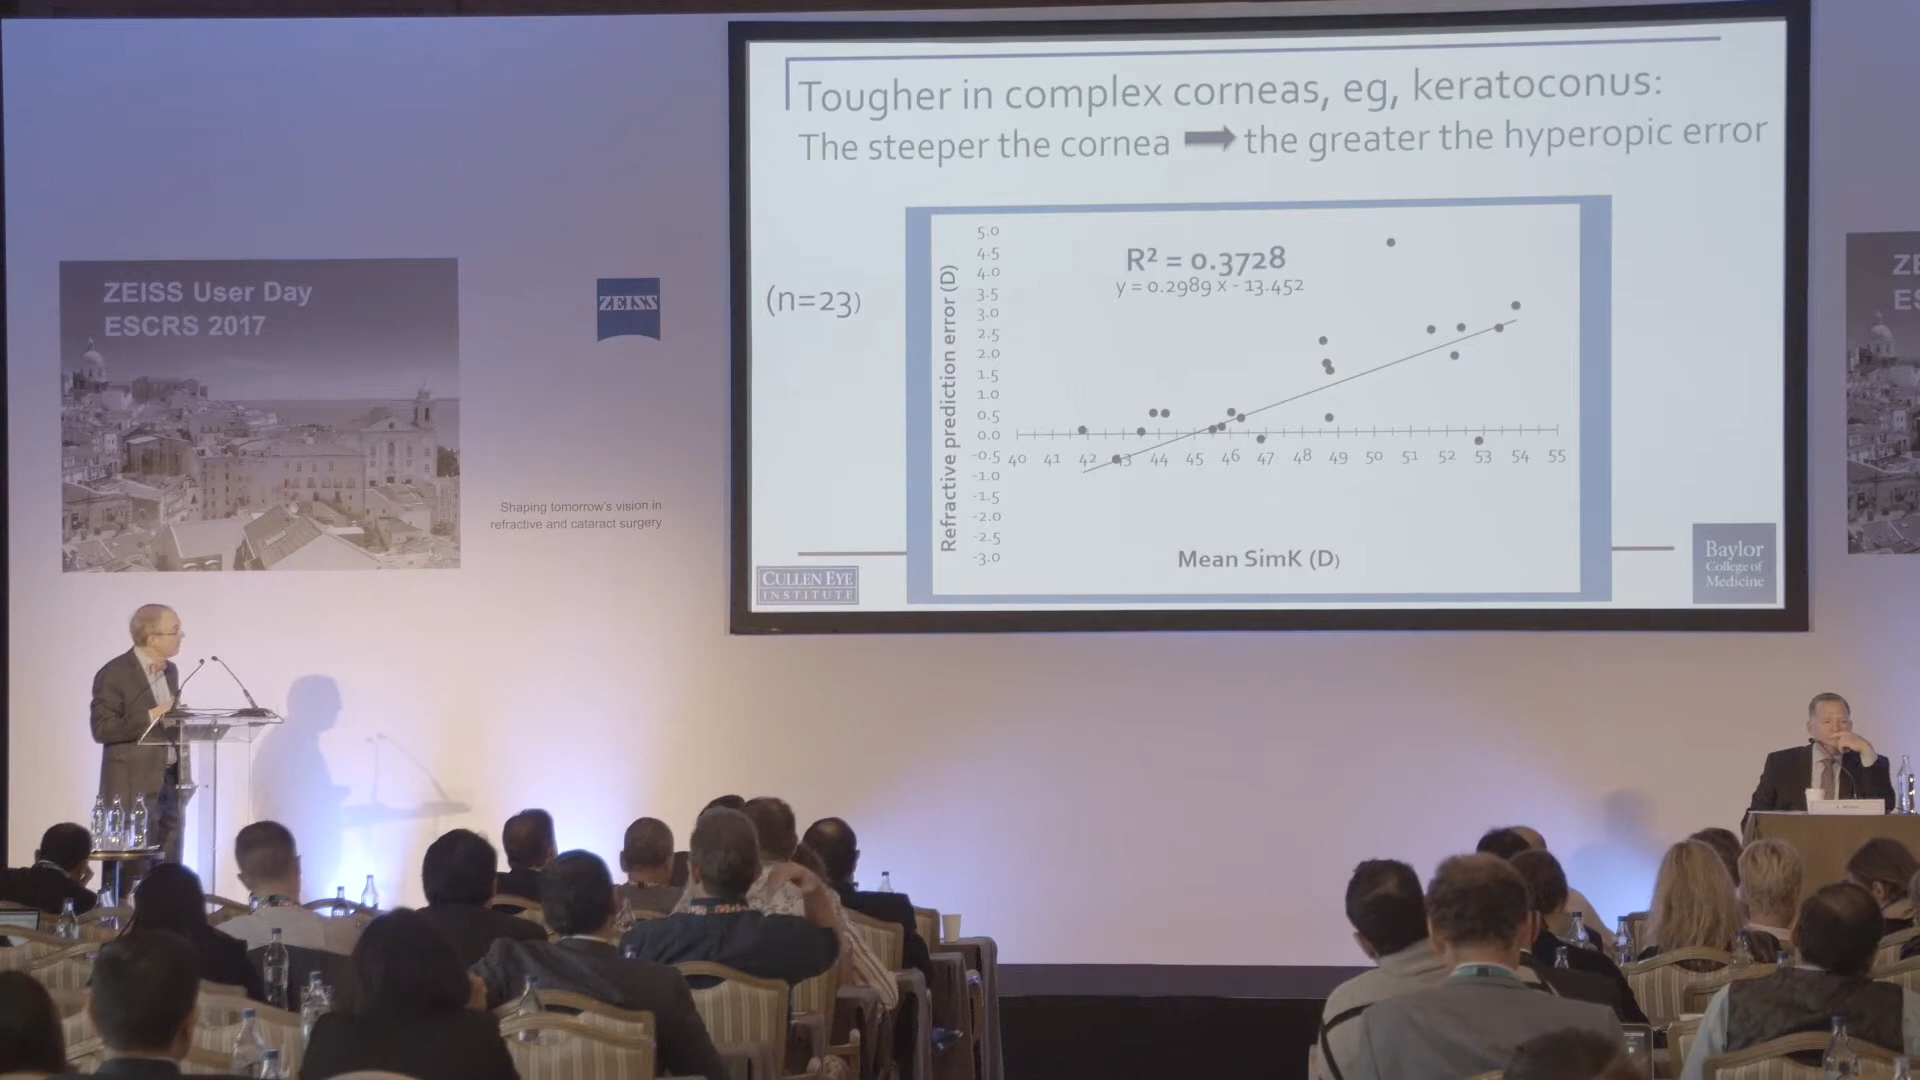 ZEISS User Day
ESCRS 2017
ZEISS
Shaping tomorrow's vision in
refractive and cataract surgery
Tougher in complex corneas, eg, keratoconus:
The steeper the cornea ➡ the greater the hyperopic error
(n=23)
R² = 0.3728
y = 0.2989 x - 13.452
Refractive prediction error (D)
5.0
4.5
4.0
3.5
3.0
2.5
2.0
1.5
1.0
0.5
0.0
-0.5
-1.0
-1.5
-2.0
-2.5
-3.0
40 41 42 43 44 45 46 47 48 49 50 51 52 53 54 55
Mean SimK (D)
CULLEN EYE
INSTITUTE
Baylor
College of
Medicine
ZE
ES